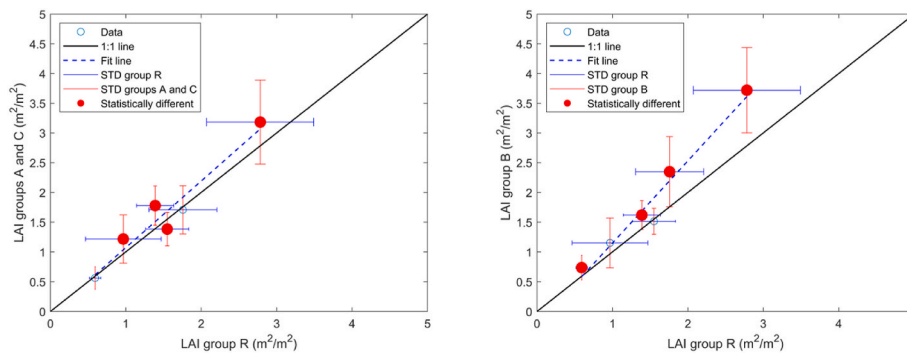 5
4.5
4
3.5
3
2.5
2
1.5
1
0.5
0
0
1
2
3
4
5
LAI groups A and C (m²/m²)
LAI group R (m²/m²)
Data
1:1 line
Fit line
STD group R
STD groups A and C
Statistically different
5
4.5
4
3.5
3
2.5
2
1.5
1
0.5
0
0
1
2
3
4
LAI group B (m²/m²)
LAI group R (m²/m²)
Data
1:1 line
Fit line
STD group R
STD group B
Statistically different